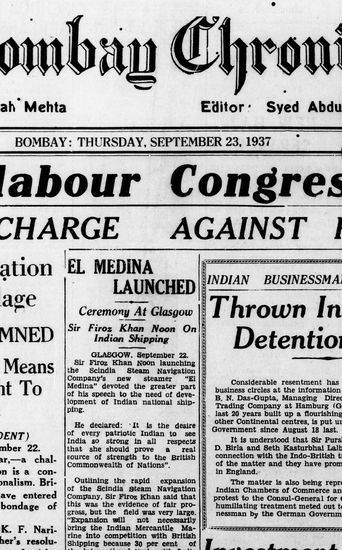 ombay Chroni
ah Mehta
Editor: Syed Abdu
BOMBAY: THURSDAY, SEPTEMBER 23, 1937
labour Congres
CHARGE AGAINST
ation
lage
MNED
Means
nt To
DENT)
mber 22.
ar,—a chal-
on is a con-
onalism. Bri-
ave entered
bondage of
K. F. Nari-
her's resolu-
EL MEDINA
LAUNCHED
Ceremony At Glasgow
Sir Firoz Khan Noon On
Indian Shipping
GLASGOW, September 22.
Sir Firoz Khan Noon launching
the Scindia Steam Navigation
Company's new steamer "El
Medina" devoted the greater part
of his speech to the need of deve-
lopment of Indian national ship-
ping.
He declared: "It is the desire
of every patriotic Indian to see
India so strong in all respects
that she should prove a real
source of strength to the British
Commonwealth of Nations".
Outlining the rapid expansion
of the Scindia Steam Navigation
Company, Sir Firoz Khan said that
this was the evidence of fair pro-
gress, but the field was very large.
"Expansion will not necessarily
bring the Indian Mercantile Ma-
rine into competition with British
Shipping because 30 per cent of
INDIAN BUSINESSMA
Thrown In
Detention
Considerable resentment has
business circles at the information
B. N. Das-Gupta, Managing Direc
Trading Company at Hamburg (G
last 20 years built up a flourishing
other Continental centres, is put u
Government since August 18 last.
It is understood that Sir Purs
D. Birla and Seth Kasturbhai Lalb
connection with the Indo-British t
of the matter and they have prom
in England.
The matter is also being repre
Indian Chambers of Commerce an
protest to the Consul-General for
humiliating treatment meted out to
nessman by the German Governm